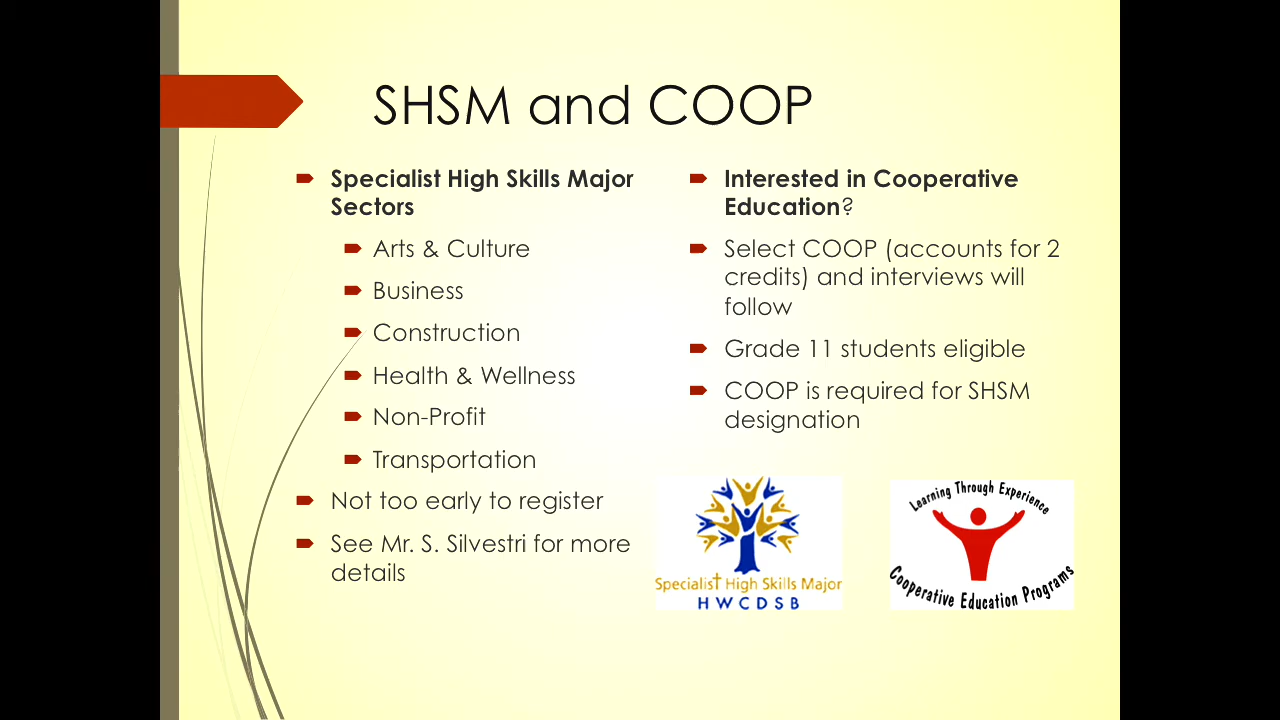 SHSM and COOP
Specialist High Skills Major
Sectors
Arts & Culture
Business
Construction
Health & Wellness
Non-Profit
Transportation
Not too early to register
See Mr. S. Silvestri for more
details
Interested in Cooperative
Education?
Select COOP (accounts for 2
credits) and interviews will
follow
Grade 11 students eligible
COOP is required for SHSM
designation
Specialist High Skills Major
HWCDSB
Learning Through Experience
Cooperative Education Programs